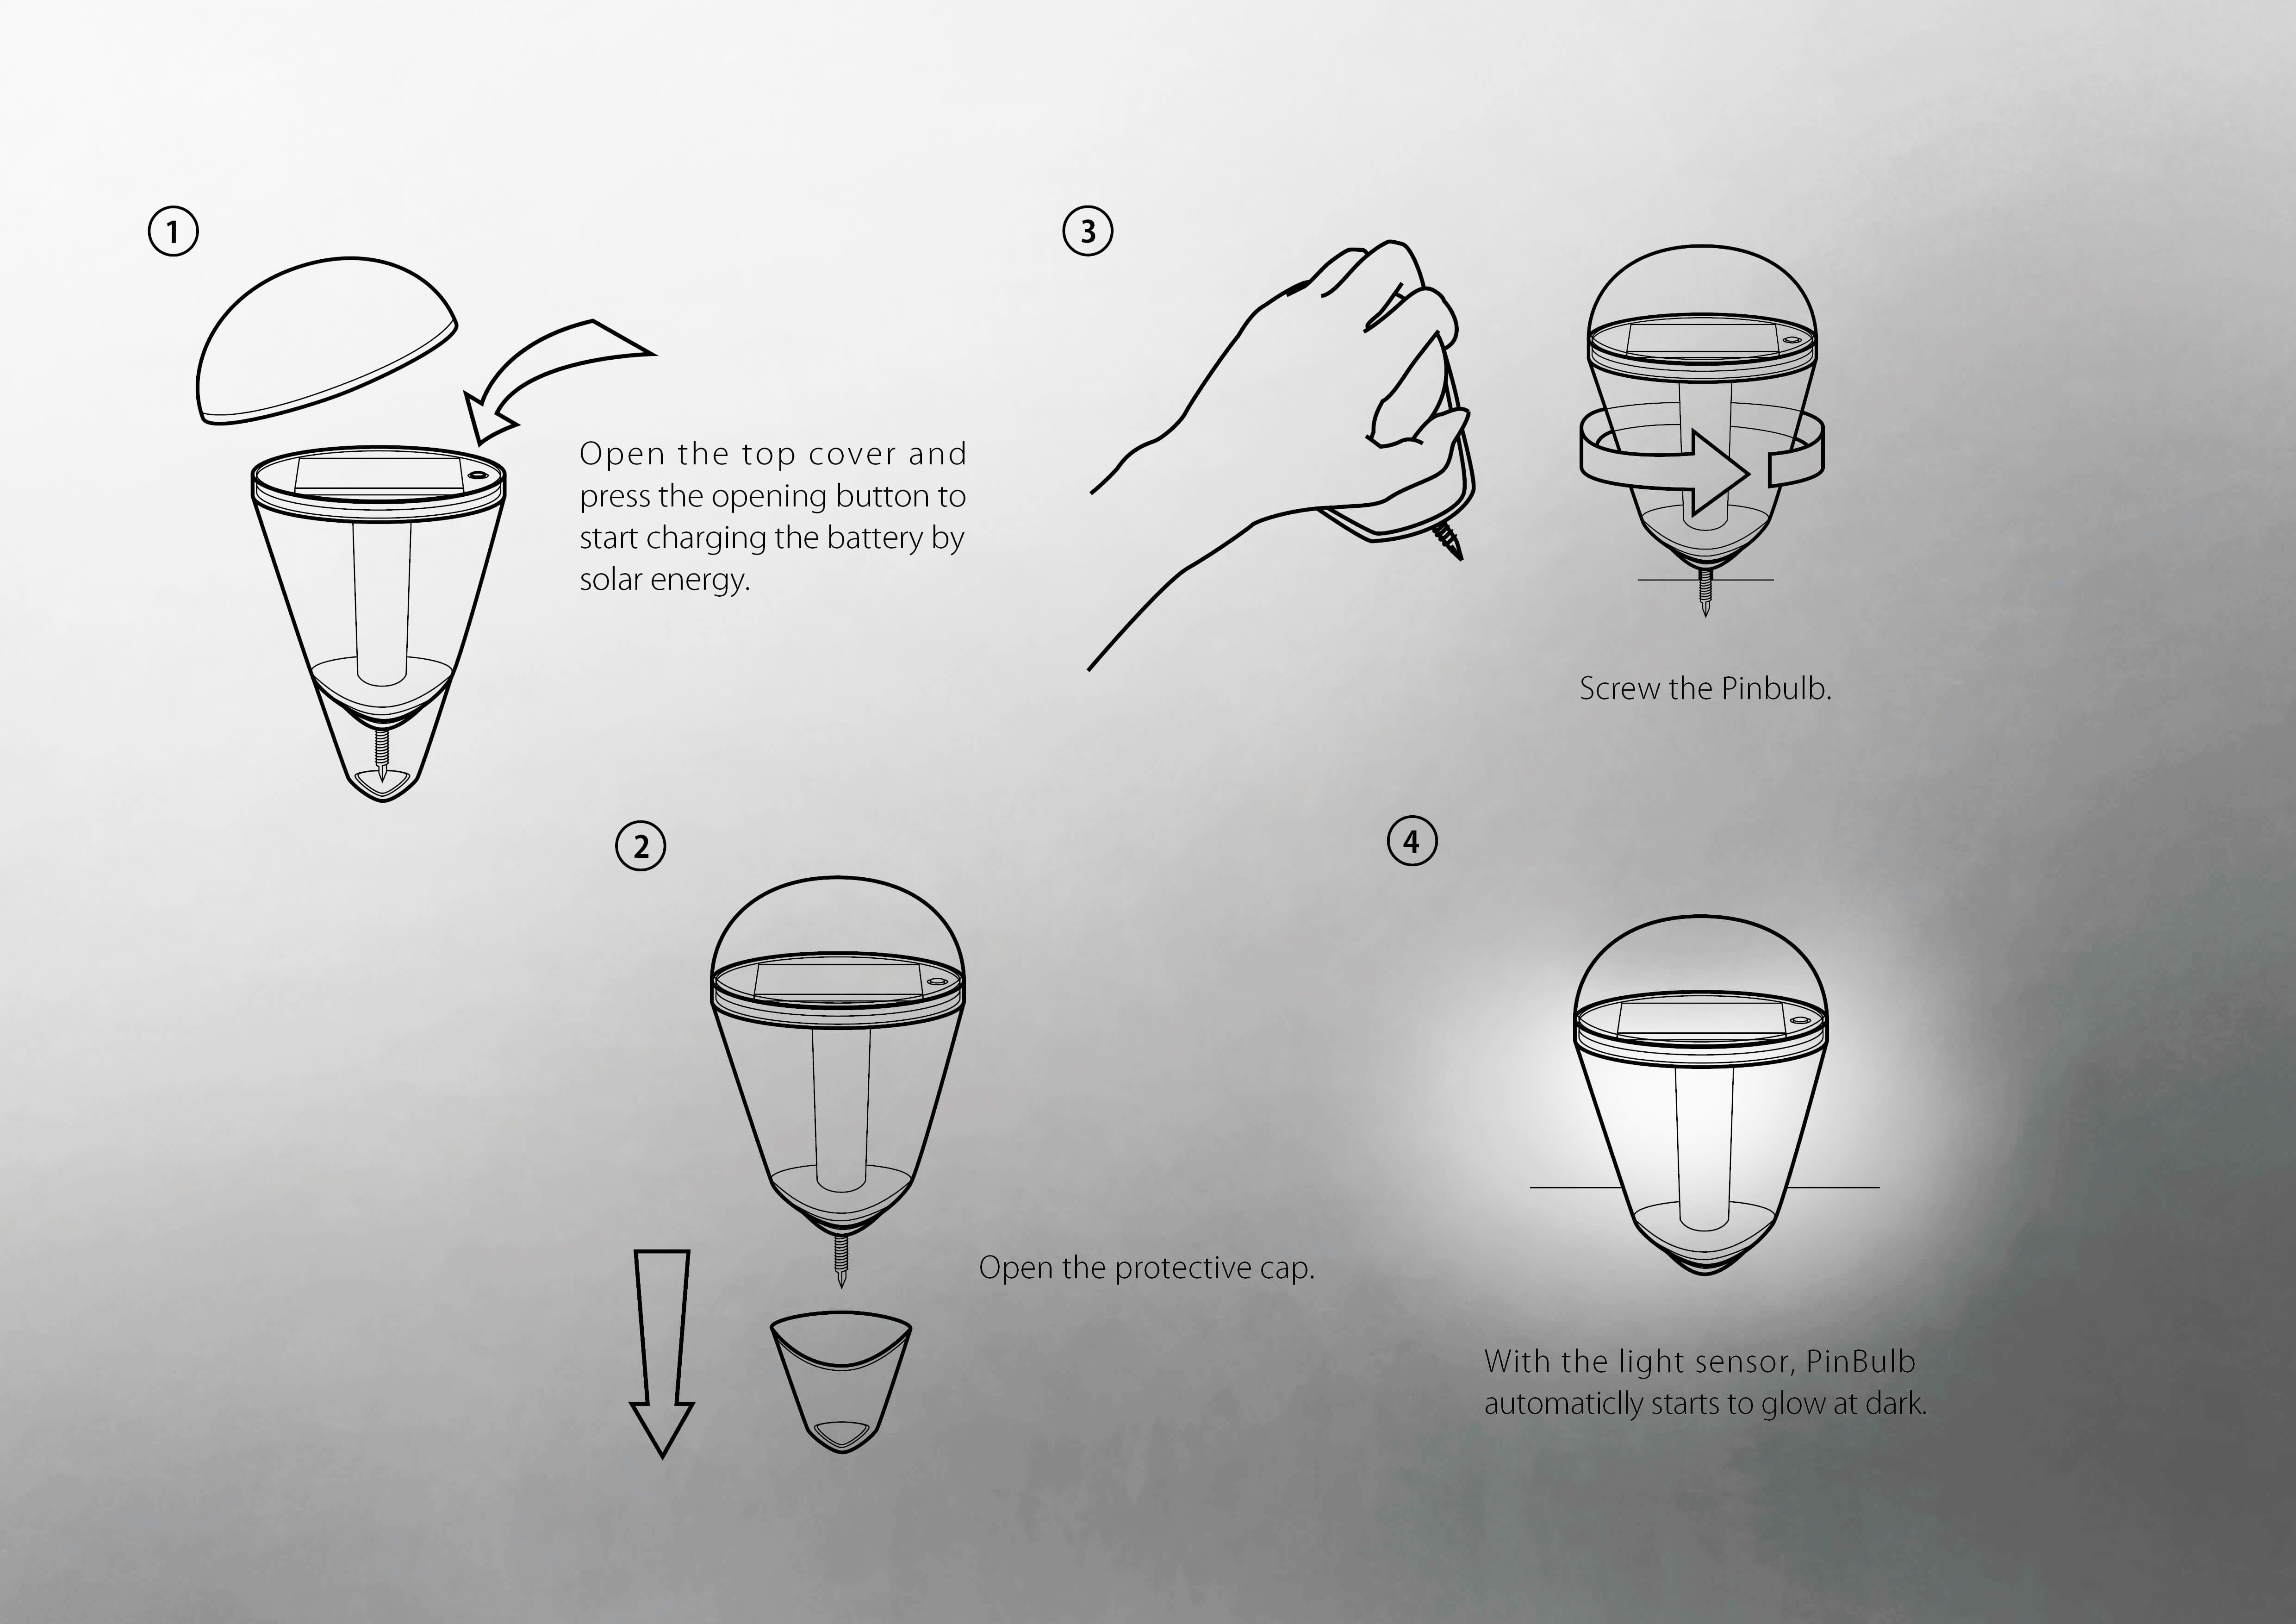 1
Open the top cover and
press the opening button to
start charging the battery by
solar energy.
2
Open the protective cap.
3
Screw the Pinbulb.
4
With the light sensor, PinBulb
automaticlly starts to glow at dark.